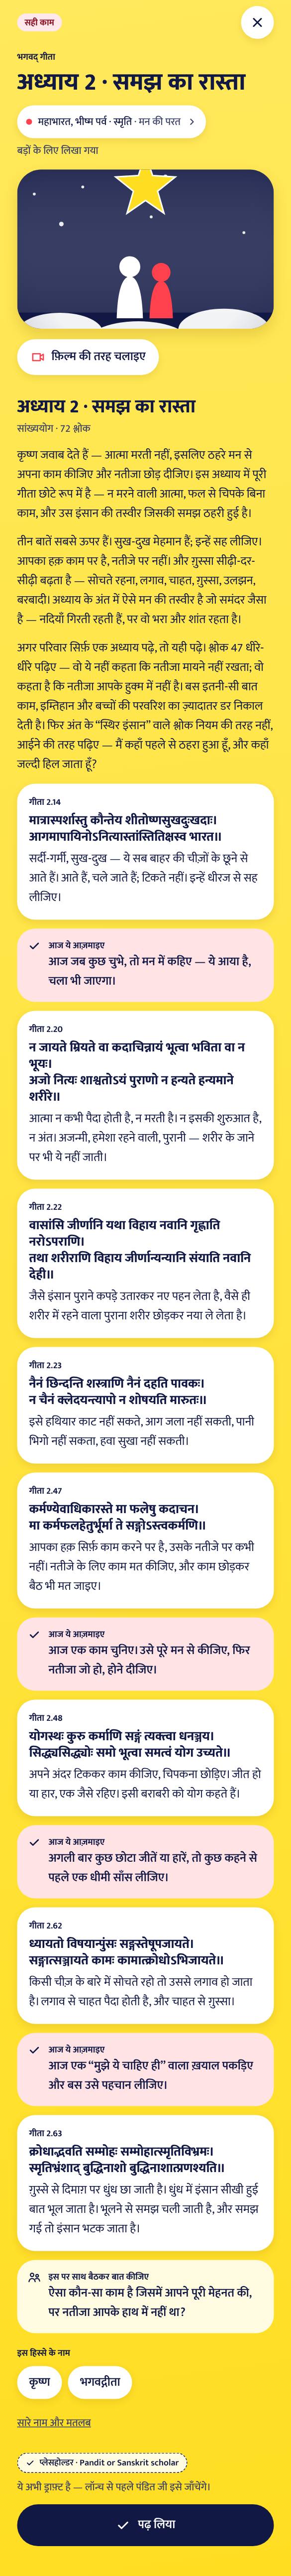 सही काम
भगवद् गीता
अध्याय 2 · समझ का रास्ता
महाभारत, भीष्म पर्व · स्मृति · मन की परत
बड़ों के लिए लिखा गया
फ़िल्म की तरह चलाइए
अध्याय 2 · समझ का रास्ता
सांख्ययोग · 72 श्लोक
कृष्ण जवाब देते हैं — आत्मा मरती नहीं, इसलिए ठहरे मन से
अपना काम कीजिए और नतीजा छोड़ दीजिए। इस अध्याय में पूरी
गीता छोटे रूप में है — न मरने वाली आत्मा, फल से चिपके बिना
काम, और उस इंसान की तस्वीर जिसकी समझ ठहरी हुई है।
तीन बातें सबसे ऊपर हैं। सुख-दुख मेहमान हैं; इन्हें सह लीजिए।
आपका हक़ काम पर है, नतीजे पर नहीं। और ग़ुस्सा सीढ़ी-दर-
सीढ़ी बढ़ता है — सोचते रहना, लगाव, चाहत, ग़ुस्सा, उलझन,
बरबादी। अध्याय के अंत में ऐसे मन की तस्वीर है जो समंदर जैसा
है — नदियाँ गिरती रहती हैं, पर वो भरा और शांत रहता है।
अगर परिवार सिर्फ़ एक अध्याय पढ़े, तो यही पढ़े। श्लोक 47 धीरे-
धीरे पढ़िए — वो ये नहीं कहता कि नतीजा मायने नहीं रखता; वो
कहता है कि नतीजा आपके हुक्म में नहीं है। बस इतनी-सी बात
काम, इम्तिहान और बच्चों की परवरिश का ज़्यादातर डर निकाल
देती है। फिर अंत के “स्थिर इंसान” वाले श्लोक नियम की तरह नहीं,
आईने की तरह पढ़िए — मैं कहाँ पहले से ठहरा हुआ हूँ, और कहाँ
जल्दी हिल जाता हूँ?
गीता 2.14
मात्रास्पर्शास्तु कौन्तेय शीतोष्णसुखदुःखदाः।
आगमापायिनोऽनित्यास्तांस्तितिक्षस्व भारत॥
सर्दी-गर्मी, सुख-दुख — ये सब बाहर की चीज़ों के छूने से
आते हैं। आते हैं, चले जाते हैं; टिकते नहीं। इन्हें धीरज से सह
लीजिए।
आज ये आज़माइए
आज जब कुछ चुभे, तो मन में कहिए — ये आया है,
चला भी जाएगा।
गीता 2.20
न जायते म्रियते वा कदाचिन्नायं भूत्वा भविता वा न
भूयः।
अजो नित्यः शाश्वतोऽयं पुराणो न हन्यते हन्यमाने
शरीरे॥
आत्मा न कभी पैदा होती है, न मरती है। न इसकी शुरुआत है,
न अंत। अजन्मी, हमेशा रहने वाली, पुरानी — शरीर के जाने
पर भी ये नहीं जाती।
गीता 2.22
वासांसि जीर्णानि यथा विहाय नवानि गृह्णाति
नरोऽपराणि।
तथा शरीराणि विहाय जीर्णान्यन्यानि संयाति नवानि
देही॥
जैसे इंसान पुराने कपड़े उतारकर नए पहन लेता है, वैसे ही
शरीर में रहने वाला पुराना शरीर छोड़कर नया ले लेता है।
गीता 2.23
नैनं छिन्दन्ति शस्त्राणि नैनं दहति पावकः।
न चैनं क्लेदयन्त्यापो न शोषयति मारुतः॥
इसे हथियार काट नहीं सकते, आग जला नहीं सकती, पानी
भिगो नहीं सकता, हवा सुखा नहीं सकती।
गीता 2.47
कर्मण्येवाधिकारस्ते मा फलेषु कदाचन।
मा कर्मफलहेतुर्भूर्मा ते सङ्गोऽस्त्वकर्मणि॥
आपका हक़ सिर्फ़ काम करने पर है, उसके नतीजे पर कभी
नहीं। नतीजे के लिए काम मत कीजिए, और काम छोड़कर
बैठ भी मत जाइए।
आज ये आज़माइए
आज एक काम चुनिए। उसे पूरे मन से कीजिए, फिर
नतीजा जो हो, होने दीजिए।
गीता 2.48
योगस्थः कुरु कर्माणि सङ्गं त्यक्त्वा धनञ्जय।
सिद्ध्यसिद्ध्योः समो भूत्वा समत्वं योग उच्यते॥
अपने अंदर टिककर काम कीजिए, चिपकना छोड़िए। जीत हो
या हार, एक जैसे रहिए। इसी बराबरी को योग कहते हैं।
आज ये आज़माइए
अगली बार कुछ छोटा जीतें या हारें, तो कुछ कहने से
पहले एक धीमी साँस लीजिए।
गीता 2.62
ध्यायतो विषयान्पुंसः सङ्गस्तेषूपजायते।
सङ्गात्सञ्जायते कामः कामात्क्रोधोऽभिजायते॥
किसी चीज़ के बारे में सोचते रहो तो उससे लगाव हो जाता
है। लगाव से चाहत पैदा होती है, और चाहत से ग़ुस्सा।
आज ये आज़माइए
आज एक “मुझे ये चाहिए ही” वाला ख़याल पकड़िए
और बस उसे पहचान लीजिए।
गीता 2.63
क्रोधाद्भवति सम्मोहः सम्मोहात्स्मृतिविभ्रमः।
स्मृतिभ्रंशाद् बुद्धिनाशो बुद्धिनाशात्प्रणश्यति॥
ग़ुस्से से दिमाग़ पर धुंध छा जाती है। धुंध में इंसान सीखी हुई
बात भूल जाता है। भूलने से समझ चली जाती है, और समझ
गई तो इंसान भटक जाता है।
इस पर साथ बैठकर बात कीजिए
ऐसा कौन-सा काम है जिसमें आपने पूरी मेहनत की,
पर नतीजा आपके हाथ में नहीं था?
इस हिस्से के नाम
कृष्ण
भगवद्गीता
सारे नाम और मतलब
प्लेसहोल्डर · Pandit or Sanskrit scholar
ये अभी ड्राफ़्ट है — लॉन्च से पहले पंडित जी इसे जाँचेंगे।
पढ़ लिया